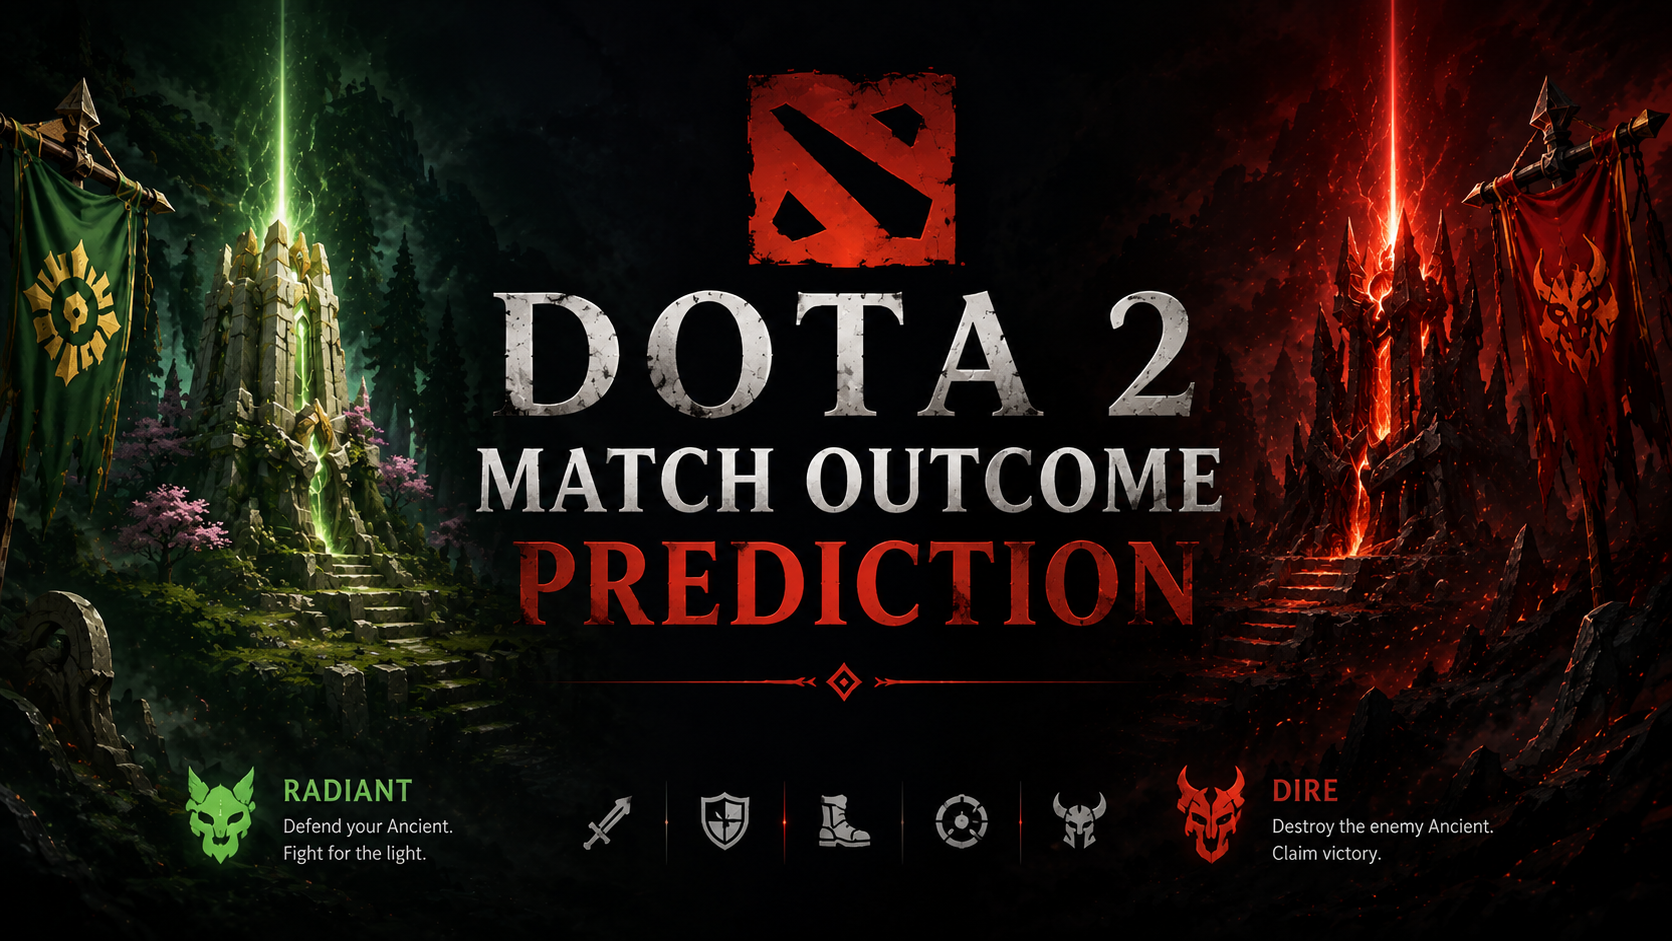 DOTA 2
MATCH OUTCOME
PREDICTION
RADIANT
Defend your Ancient.
Fight for the light.
DIRE
Destroy the enemy Ancient.
Claim victory.